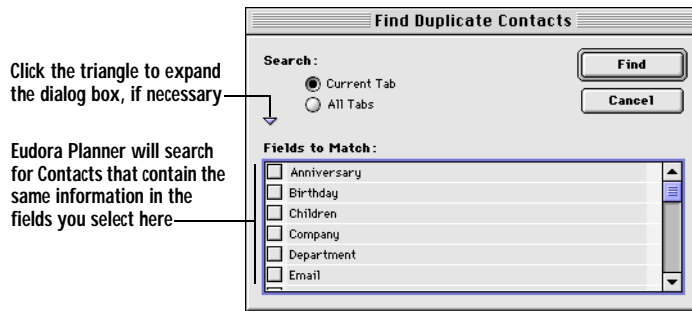 Find Duplicate Contacts
Click the triangle to expand
the dialog box, if necessary
Search:
Current Tab
All Tabs
Find
Cancel
Eudora Planner will search
for Contacts that contain the
same information in the
fields you select here
Fields to Match:
Anniversary
Birthday
Children
Company
Department
Email